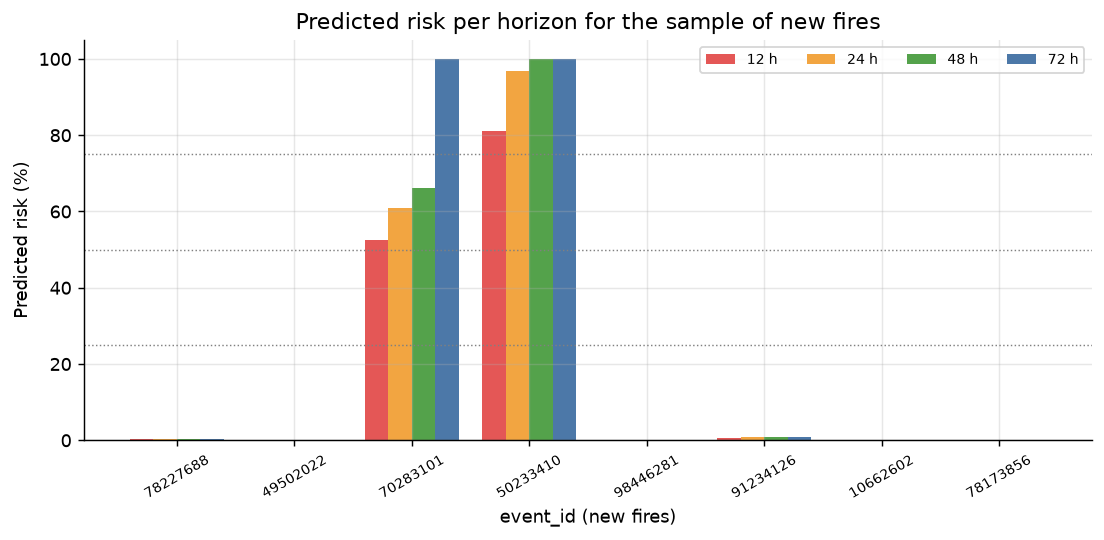 Predicted risk per horizon for the sample of new fires
12 h 24 h 48 h 72 h
100
80
60
40
20
0
Predicted risk (%)
78227688 49502022 70283101 50233410 98446281 91234126 10662602 78173856
event_id (new fires)